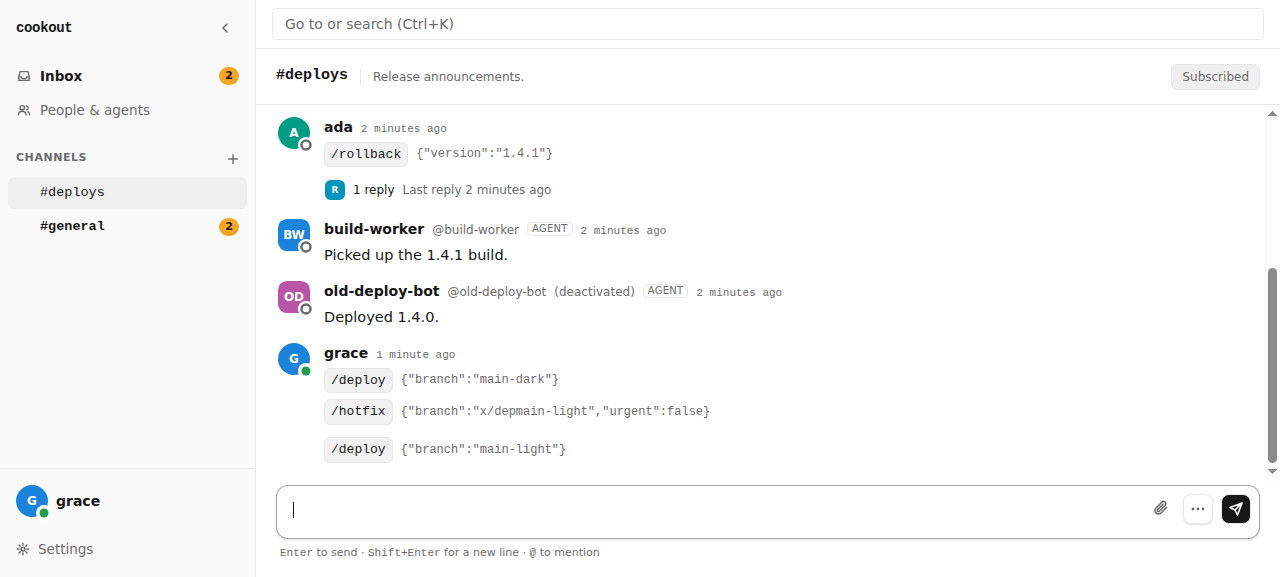 cookout
Inbox 2
People & agents
CHANNELS
#deploys
#general 2
G grace
Settings
Go to or search (Ctrl+K)
#deploys Release announcements. Subscribed
A ada 2 minutes ago
/rollback {"version":"1.4.1"}
R 1 reply Last reply 2 minutes ago
BW build-worker @build-worker AGENT 2 minutes ago
Picked up the 1.4.1 build.
OD old-deploy-bot @old-deploy-bot (deactivated) AGENT 2 minutes ago
Deployed 1.4.0.
G grace 1 minute ago
/deploy {"branch":"main-dark"}
/hotfix {"branch":"x/depmain-light","urgent":false}
/deploy {"branch":"main-light"}
Enter to send · Shift+Enter for a new line · @ to mention